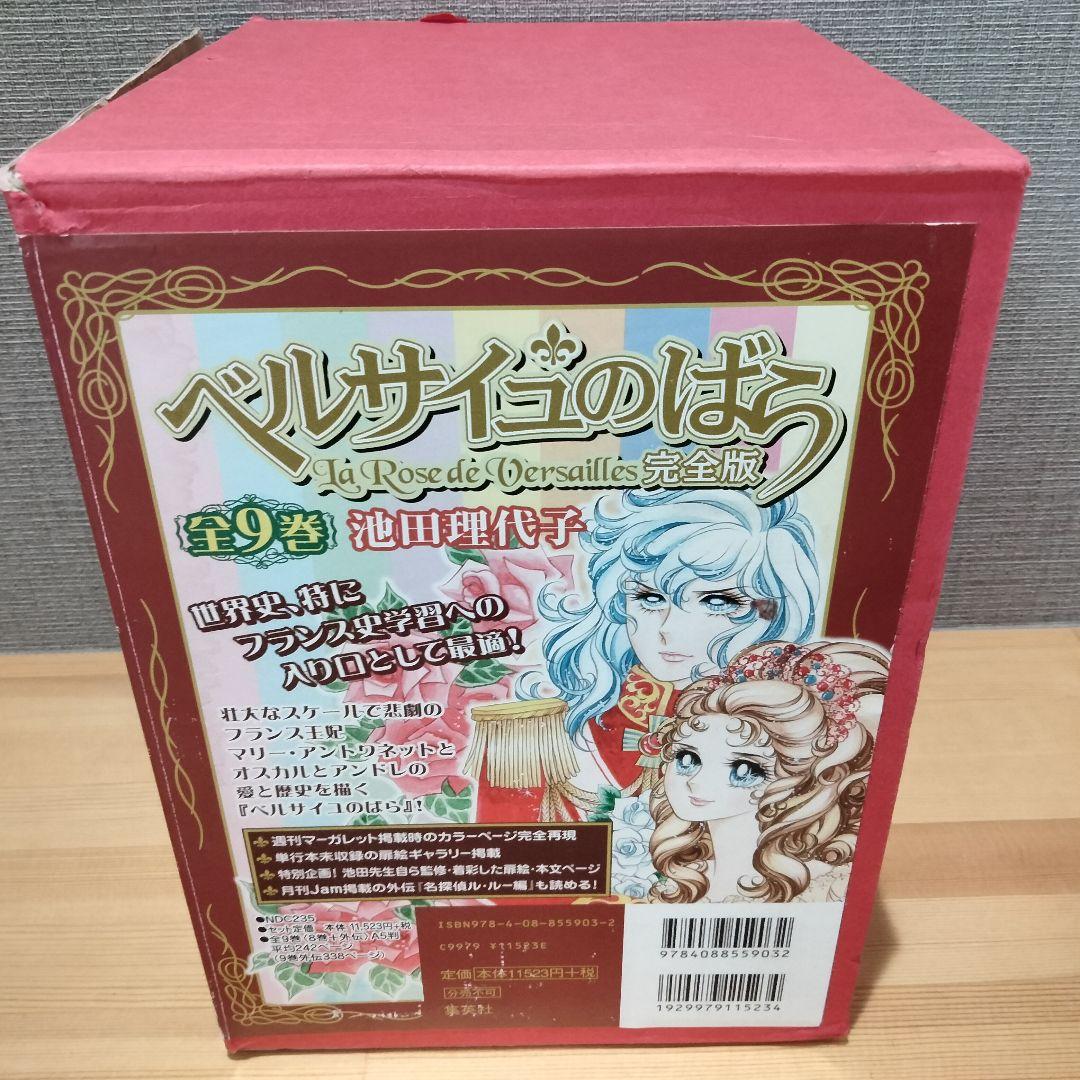 ベルサイユのばら
La Rose de Versailles 完全版
全9巻 池田理代子
世界史、特に
フランス史学習への
入り口として最適!
壮大なスケールで悲劇の
フランス王妃
マリー・アントワネットと
オスカルとアンドレの
愛と歴史を描く
『ベルサイユのばら』!
週刊マーガレット掲載時のカラーページ完全再現
単行本未収録の扉絵ギャラリー掲載
特別企画! 池田先生自ら監修・着彩した扉絵・本文ページ
月刊Jam掲載の外伝『名探偵ル・ルー編』も読める!
●NDC235
●セット定価 本体 11,523円+税
●全9巻(8巻+外伝)A5判
平均242ページ
(9巻外伝338ページ)
ISBN978-4-08-855903-2
C9979 ¥11523E
定価 本体11523円+税
分売不可
集英社
9784088559032
1929979115234